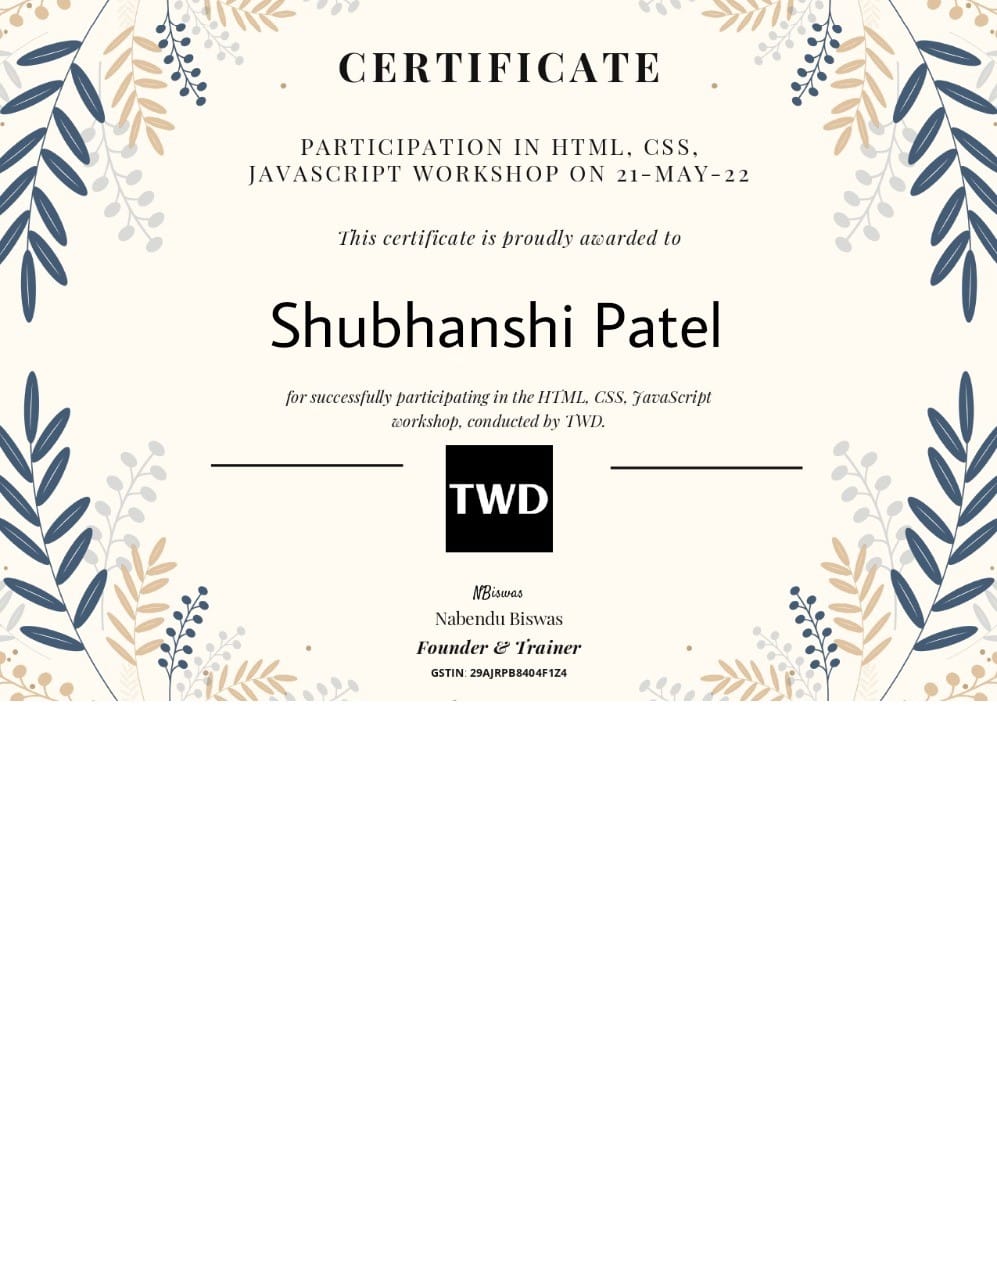 CERTIFICATE
PARTICIPATION IN HTML, CSS,
JAVASCRIPT WORKSHOP ON 21-MAY-22
This certificate is proudly awarded to
Shubhanshi Patel
for successfully participating in the HTML, CSS, JavaScript
workshop, conducted by TWD.
TWD
NBiswas
Nabendu Biswas
Founder & Trainer
GSTIN: 29AJRPB8404F1Z4